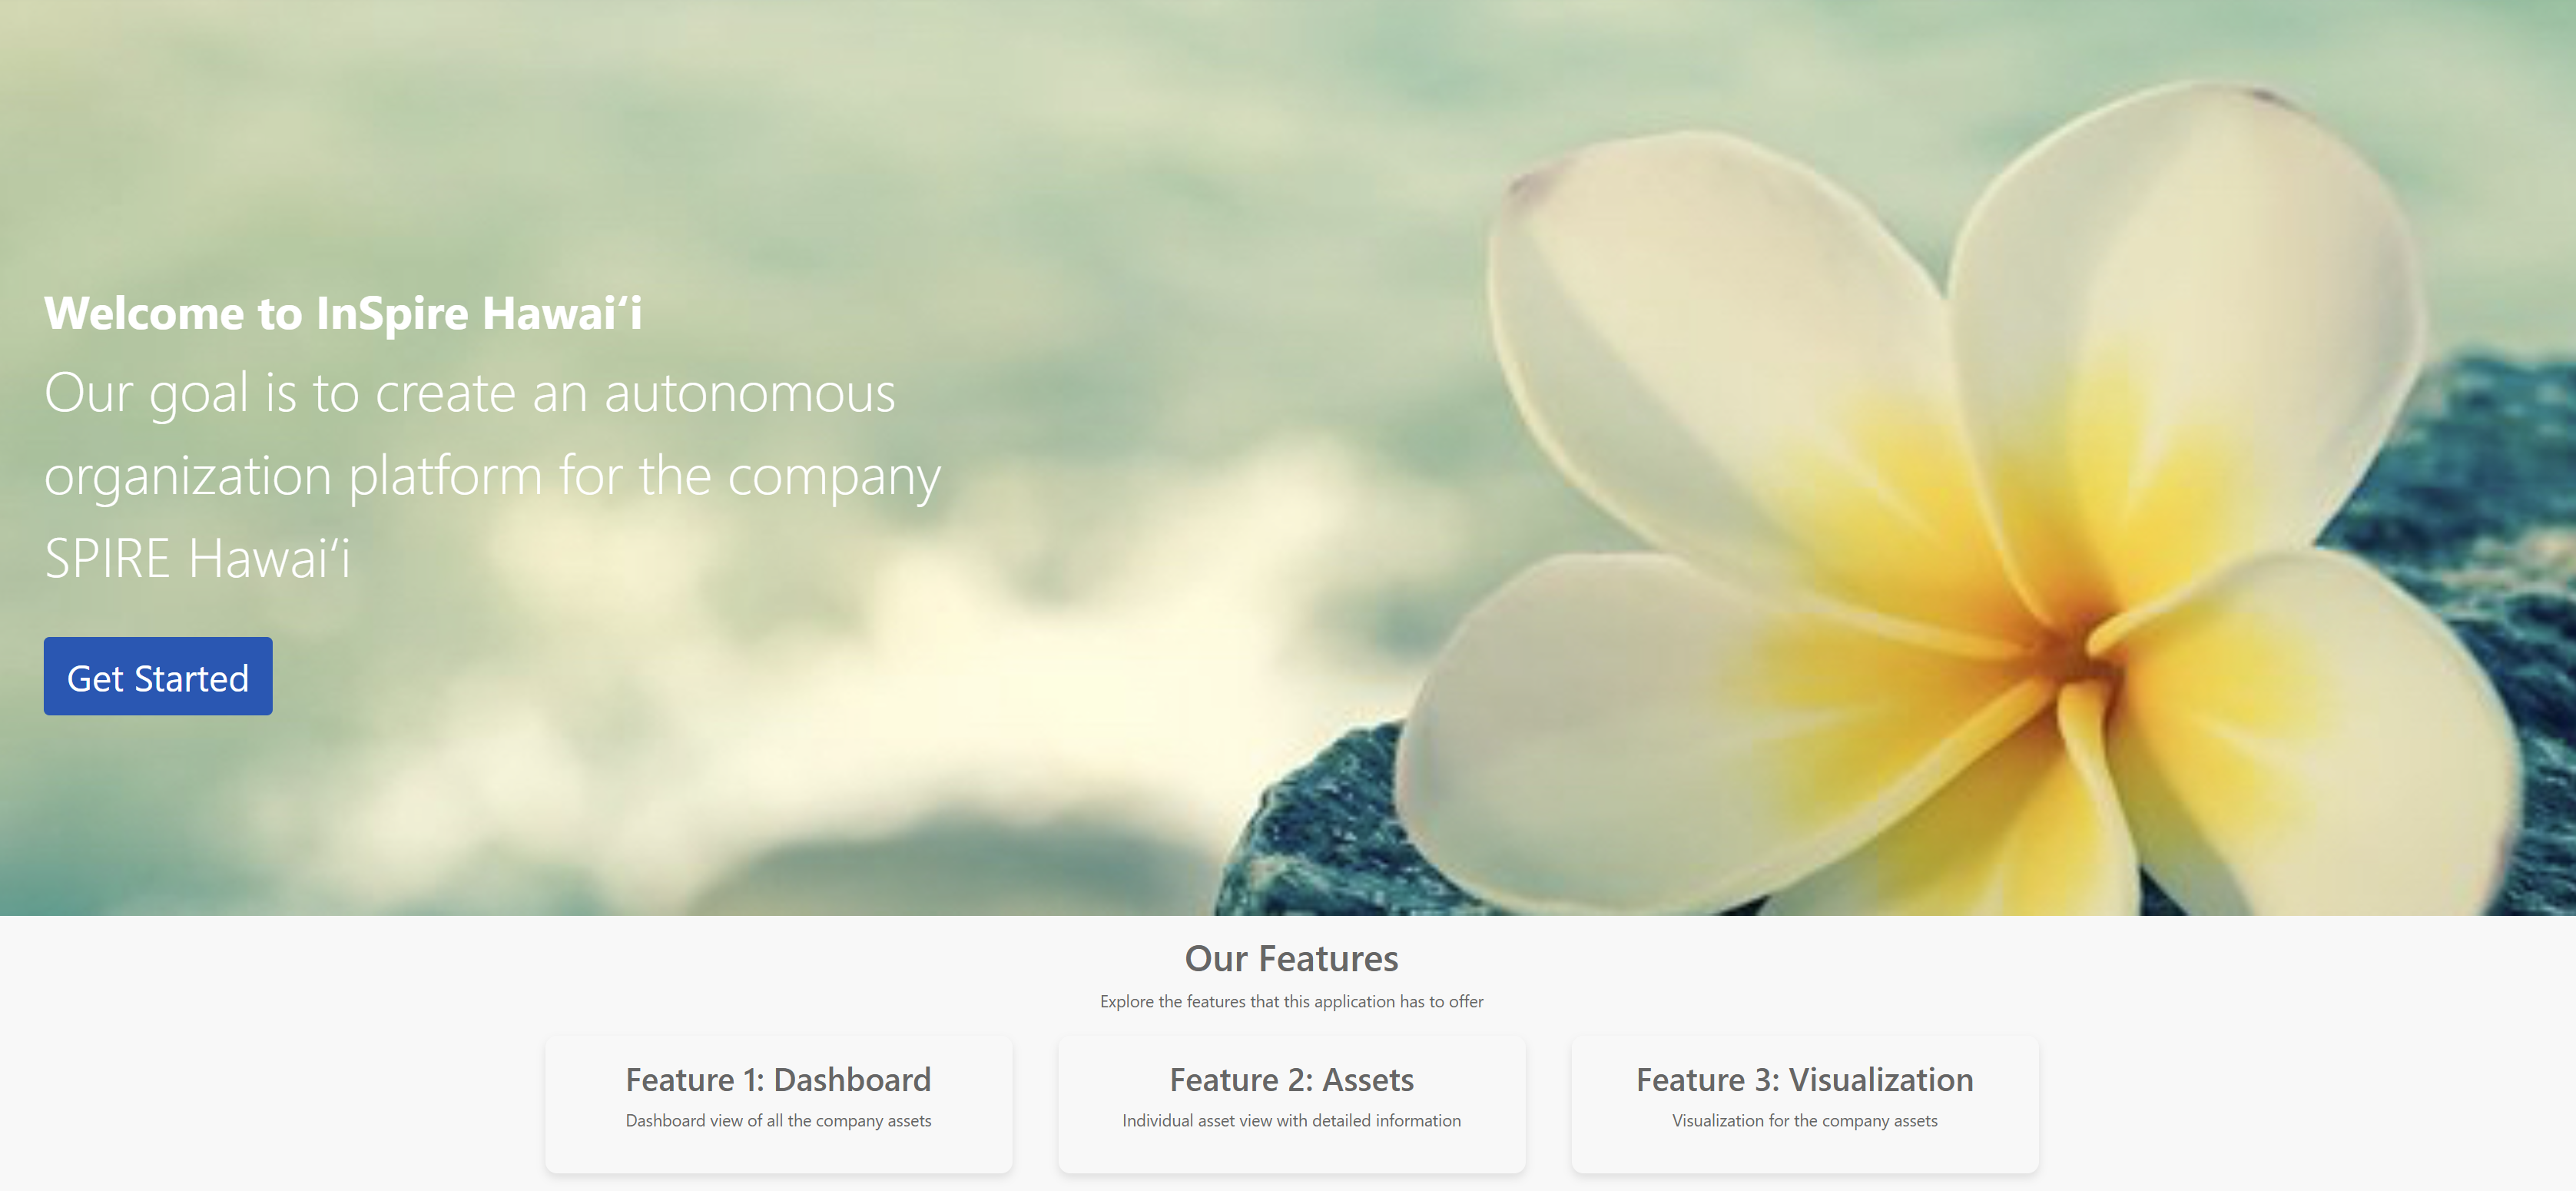 Welcome to InSpire Hawaiʻi
Our goal is to create an autonomous
organization platform for the company
SPIRE Hawaiʻi
Get Started
Our Features
Explore the features that this application has to offer
Feature 1: Dashboard
Dashboard view of all the company assets
Feature 2: Assets
Individual asset view with detailed information
Feature 3: Visualization
Visualization for the company assets